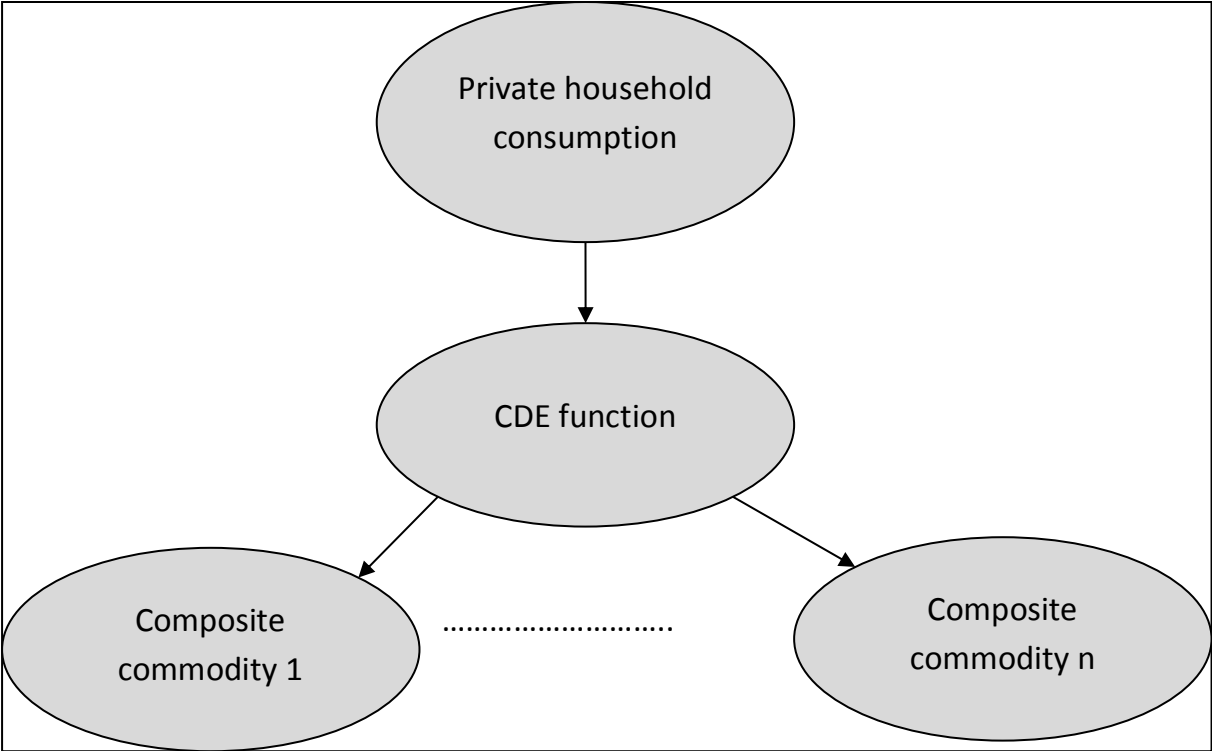 Private household
consumption
CDE function
Composite
commodity 1
………………………..
Composite
commodity n